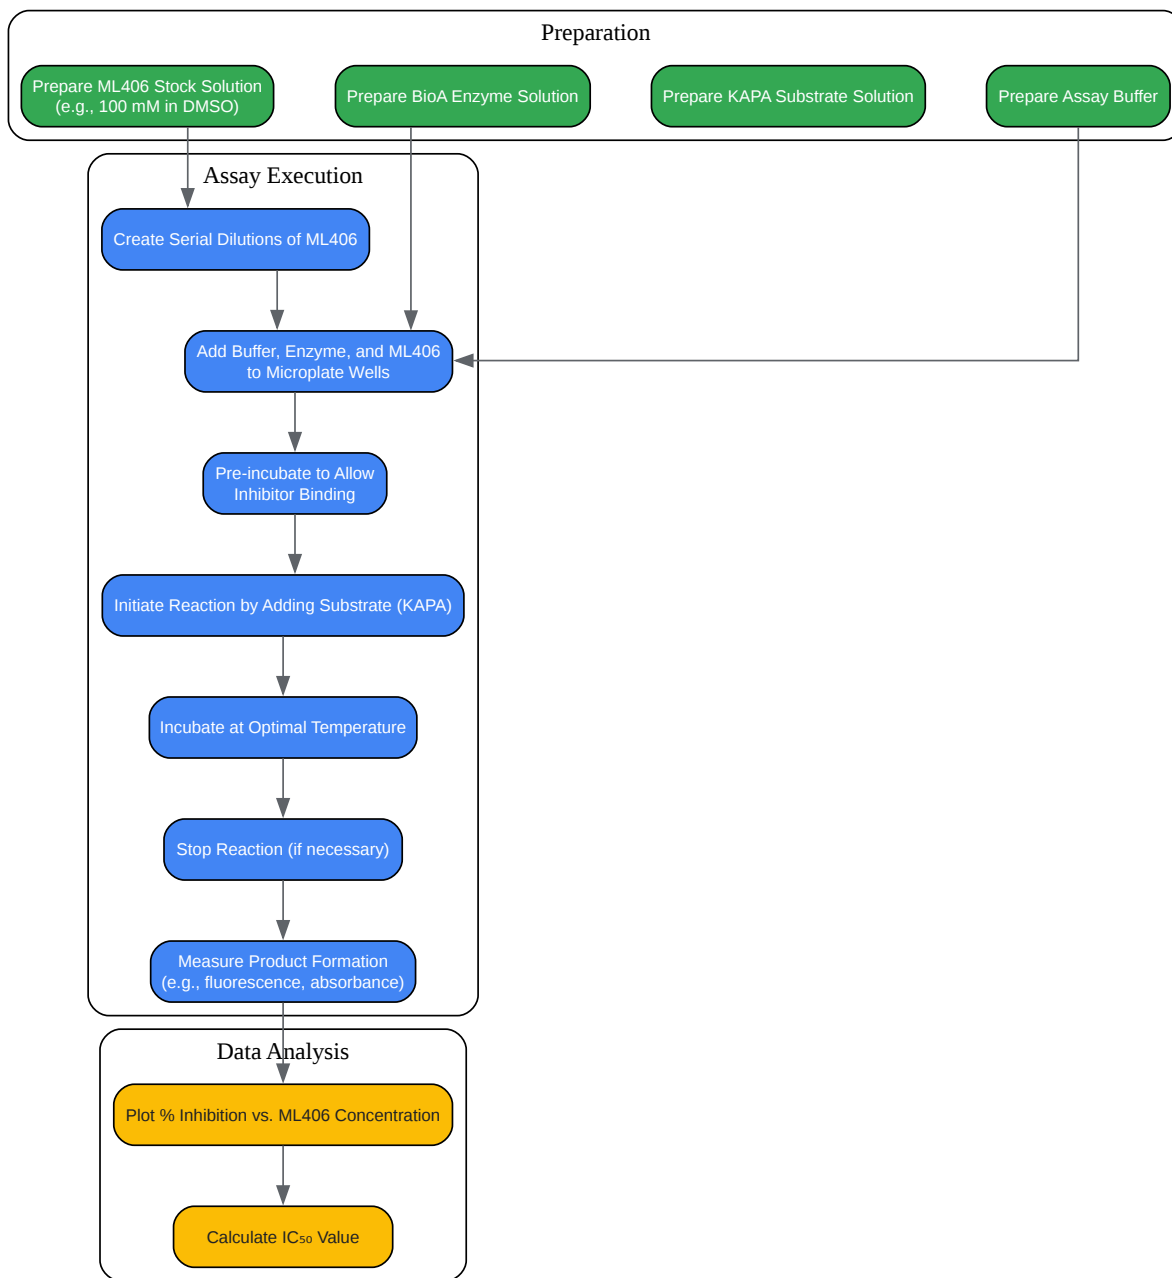 Preparation
Prepare ML406 Stock Solution
(e.g., 100 mM in DMSO)
Prepare BioA Enzyme Solution
Prepare KAPA Substrate Solution
Prepare Assay Buffer
Assay Execution
Create Serial Dilutions of ML406
Add Buffer, Enzyme, and ML406
to Microplate Wells
Pre-incubate to Allow
Inhibitor Binding
Initiate Reaction by Adding Substrate (KAPA)
Incubate at Optimal Temperature
Stop Reaction (if necessary)
Measure Product Formation
(e.g., fluorescence, absorbance)
Data Analysis
Plot % Inhibition vs. ML406 Concentration
Calculate IC₅₀ Value